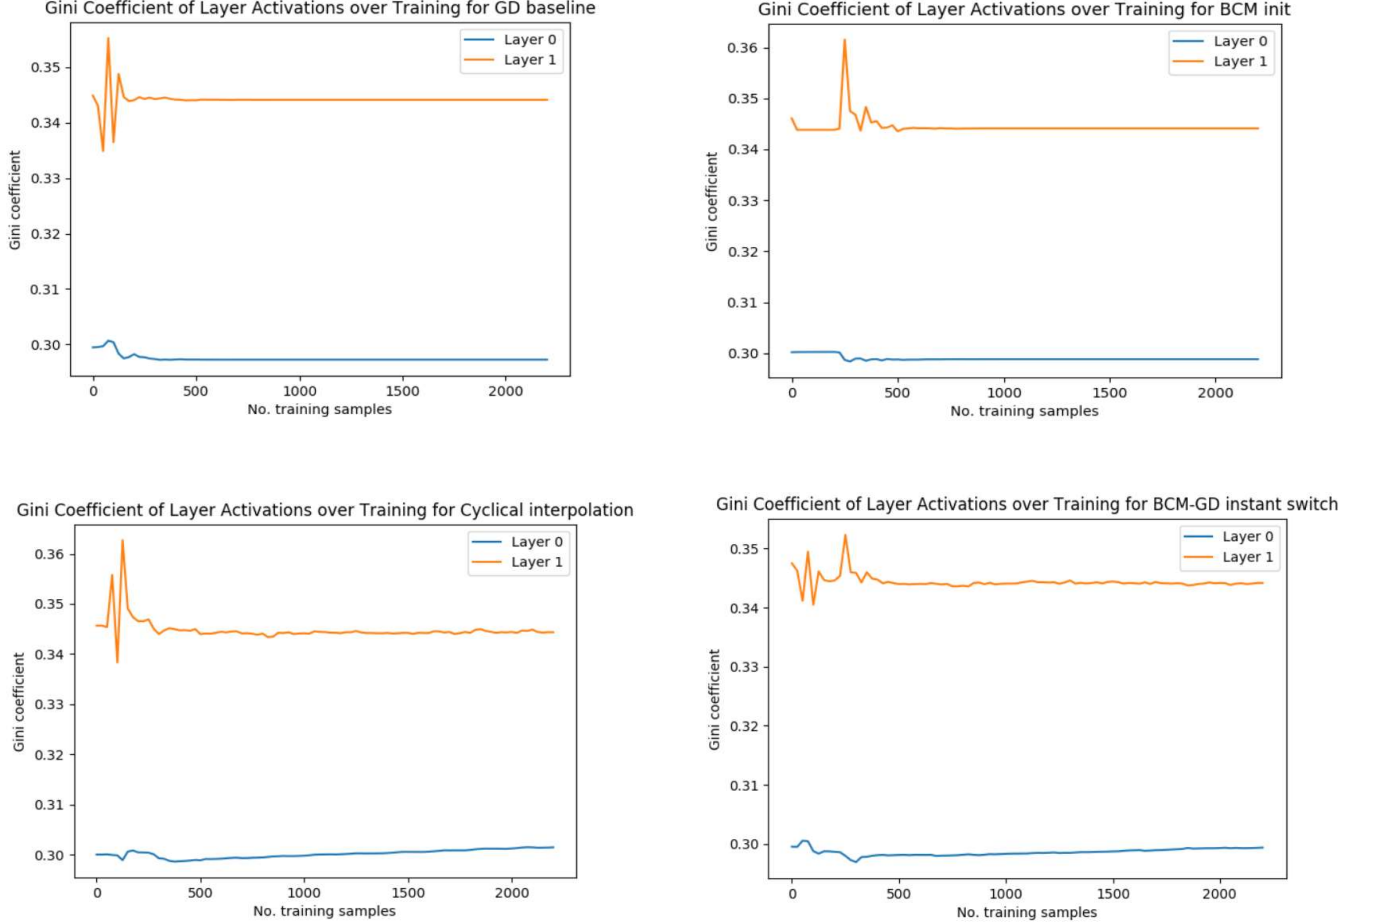 Gini Coefficient of Layer Activations over Training for GD baseline
Layer 0
Layer 1
0.35
0.34
0.33
0.32
0.31
0.30
Gini coefficient
0 500 1000 1500 2000
No. training samples
Gini Coefficient of Layer Activations over Training for BCM init
Layer 0
Layer 1
0.36
0.35
0.34
0.33
0.32
0.31
0.30
Gini coefficient
0 500 1000 1500 2000
No. training samples
Gini Coefficient of Layer Activations over Training for Cyclical interpolation
Layer 0
Layer 1
0.36
0.35
0.34
0.33
0.32
0.31
0.30
Gini coefficient
0 500 1000 1500 2000
No. training samples
Gini Coefficient of Layer Activations over Training for BCM-GD instant switch
Layer 0
Layer 1
0.35
0.34
0.33
0.32
0.31
0.30
Gini coefficient
0 500 1000 1500 2000
No. training samples